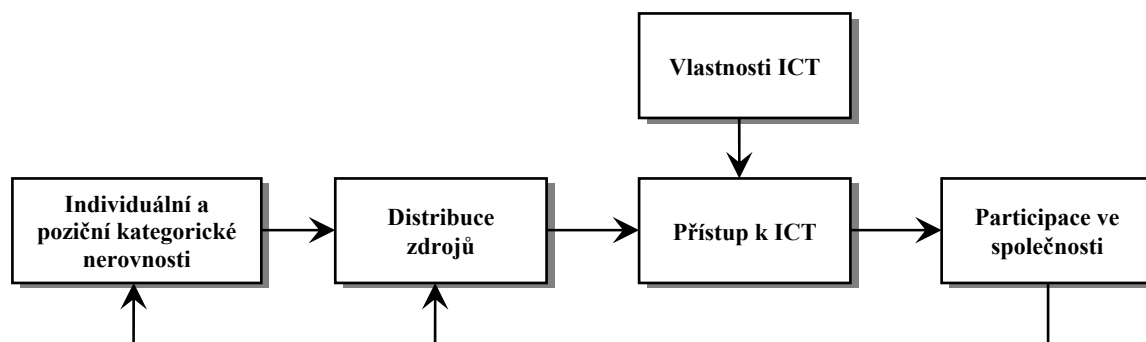 Vlastnosti ICT
Individuální a
poziční kategorické
nerovnosti
Distribuce
zdrojů
Přístup k ICT
Participace ve
společnosti